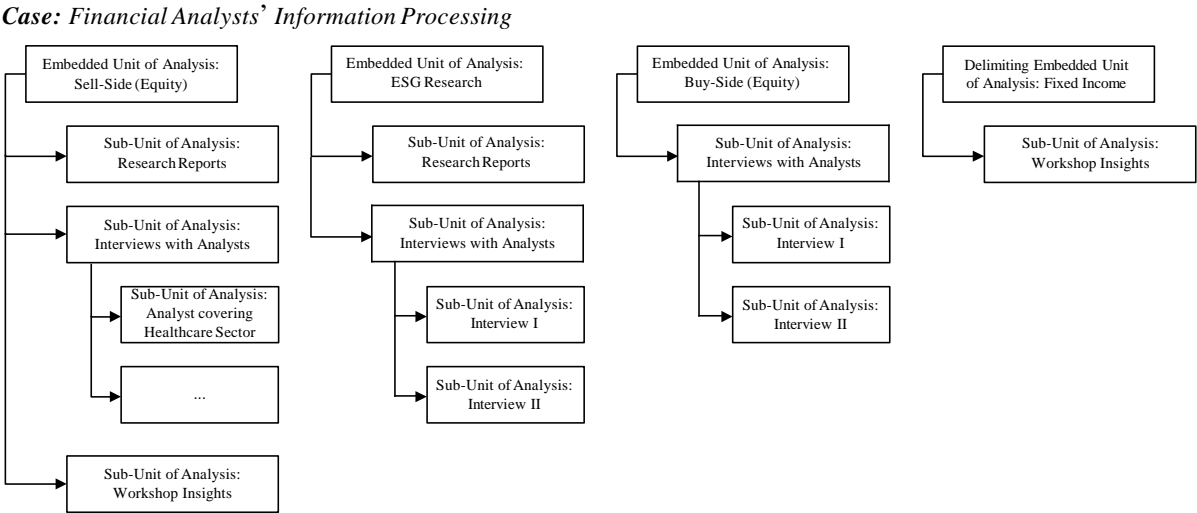 Case: Financial Analysts’ Information Processing
Embedded Unit of Analysis:
Sell-Side (Equity)
Sub-Unit of Analysis:
Research Reports
Sub-Unit of Analysis:
Interviews with Analysts
Sub-Unit of Analysis:
Analyst covering
Healthcare Sector
...
Sub-Unit of Analysis:
Workshop Insights
Embedded Unit of Analysis:
ESG Research
Sub-Unit of Analysis:
Research Reports
Sub-Unit of Analysis:
Interviews with Analysts
Sub-Unit of Analysis:
Interview I
Sub-Unit of Analysis:
Interview II
Embedded Unit of Analysis:
Buy-Side (Equity)
Sub-Unit of Analysis:
Interviews with Analysts
Sub-Unit of Analysis:
Interview I
Sub-Unit of Analysis:
Interview II
Delimiting Embedded Unit
of Analysis: Fixed Income
Sub-Unit of Analysis:
Workshop Insights